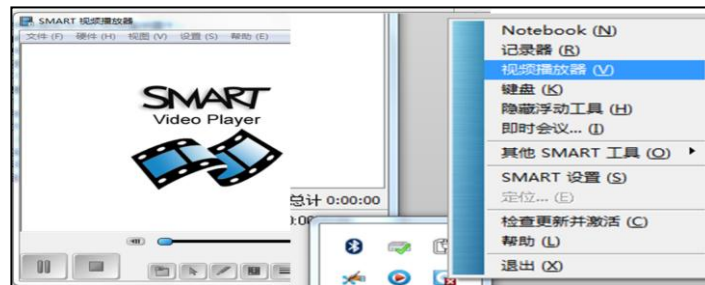 SMART 视频播放器
文件 (F) 硬件 (H) 视图 (V) 设置 (S) 帮助 (E)
SMART
Video Player
总计 0:00:00
Notebook (N)
记录器 (R)
视频播放器 (V)
键盘 (K)
隐藏浮动工具 (H)
即时会议... (I)
其他 SMART 工具 (O)
SMART 设置 (S)
定位... (E)
检查更新并激活 (C)
帮助 (L)
退出 (X)